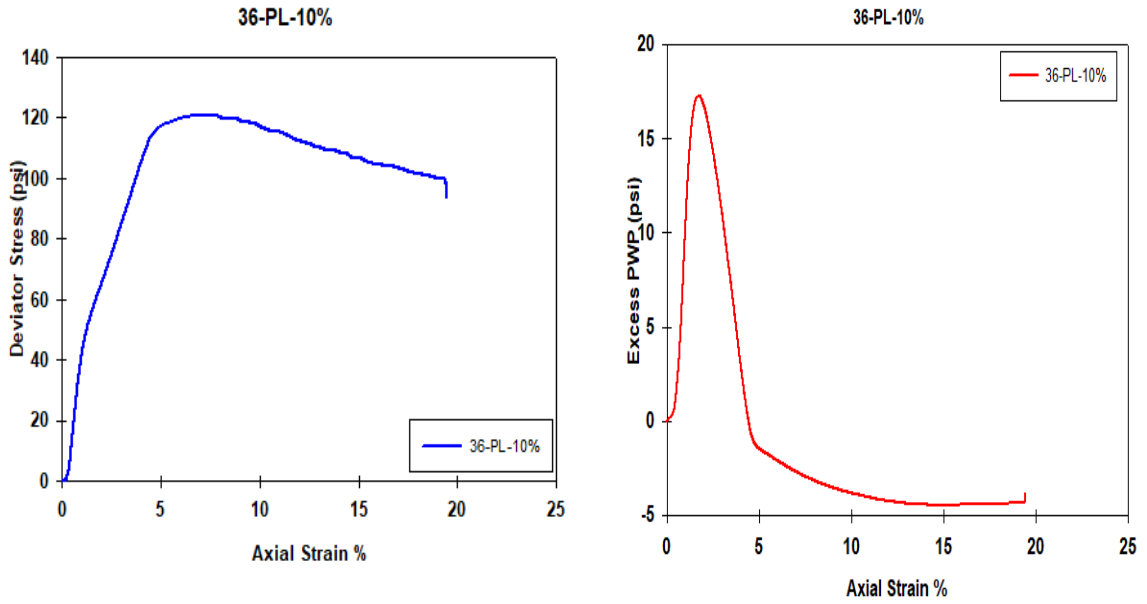 36-PL-10%
140
120
100
80
60
40
20
0
Deviator Stress (psi)
0 5 10 15 20 25
Axial Strain %
36-PL-10%
36-PL-10%
20
15
10
5
0
-5
Excess PWP (psi)
0 5 10 15 20 25
Axial Strain %
36-PL-10%